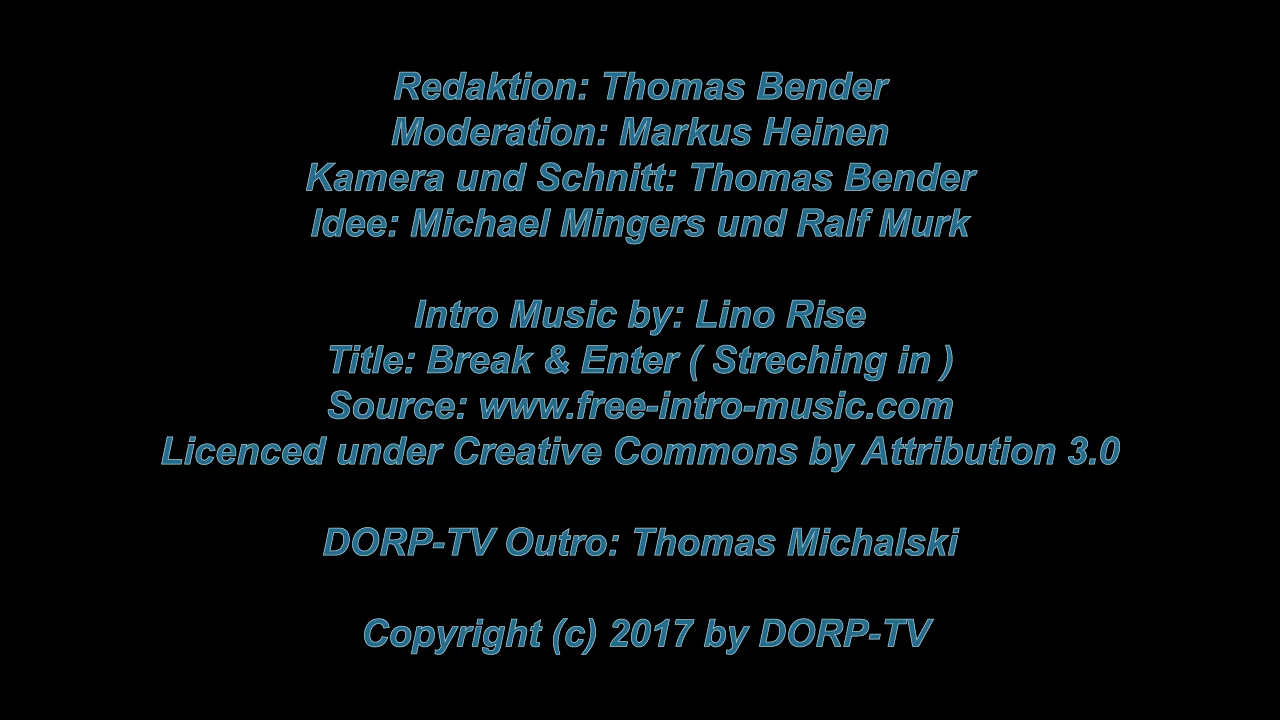 Redaktion: Thomas Bender
Moderation: Markus Heinen
Kamera und Schnitt: Thomas Bender
Idee: Michael Mingers und Ralf Murk
Intro Music by: Lino Rise
Title: Break & Enter ( Streching in )
Source: www.free-intro-music.com
Licenced under Creative Commons by Attribution 3.0
DORP-TV Outro: Thomas Michalski
Copyright (c) 2017 by DORP-TV